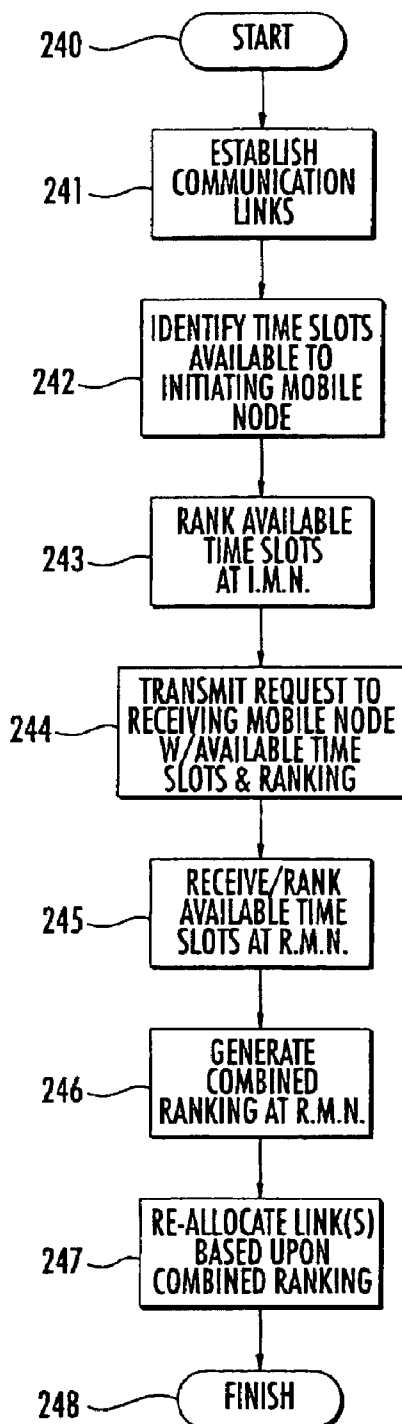 240
START
241
ESTABLISH
COMMUNICATION
LINKS
242
IDENTIFY TIME SLOTS
AVAILABLE TO
INITIATING MOBILE
NODE
243
RANK AVAILABLE
TIME SLOTS
AT I.M.N.
244
TRANSMIT REQUEST TO
RECEIVING MOBILE NODE
W/AVAILABLE TIME
SLOTS & RANKING
245
RECEIVE/RANK
AVAILABLE TIME
SLOTS AT R.M.N.
246
GENERATE
COMBINED
RANKING AT R.M.N.
247
RE-ALLOCATE LINK(S)
BASED UPON
COMBINED RANKING
248
FINISH